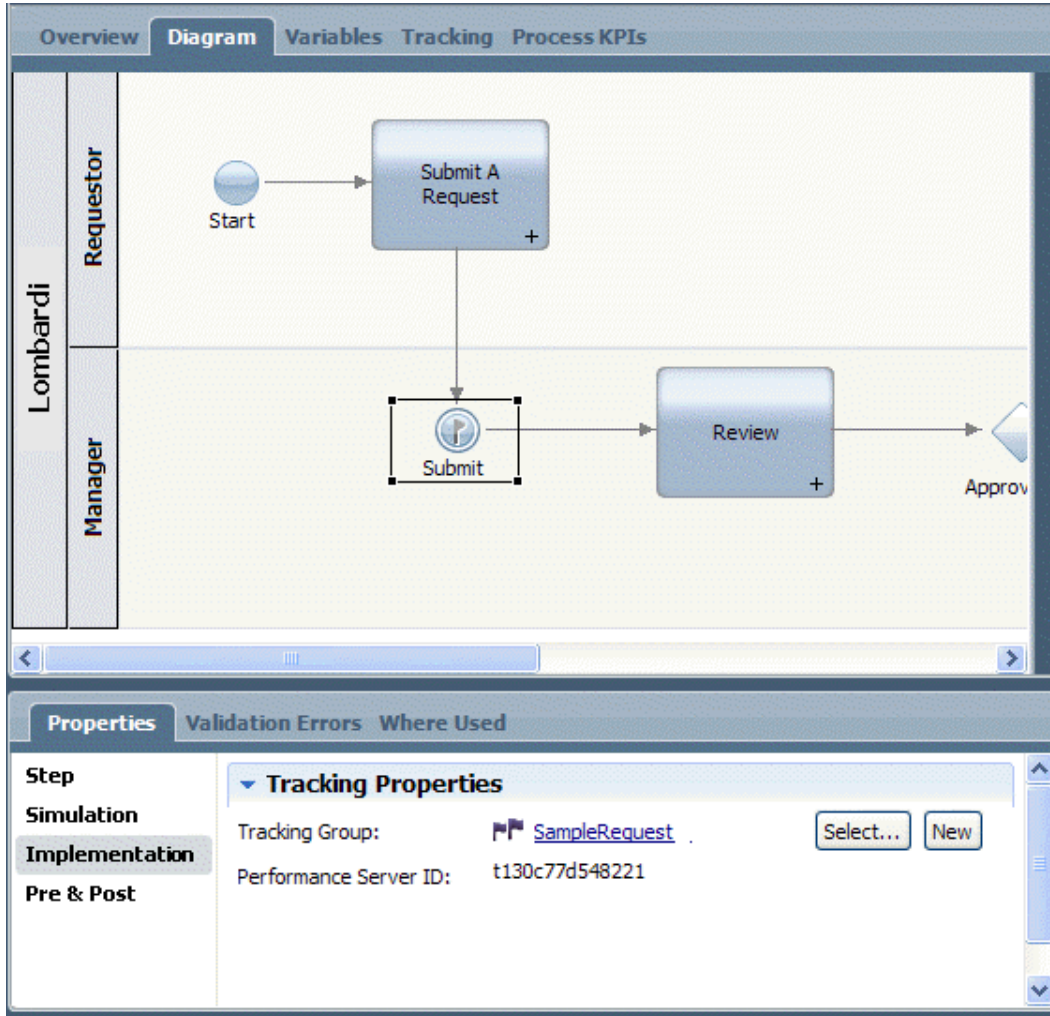 Overview Diagram Variables Tracking Process KPIs
Lombardi
Requestor
Start
Submit A
Request
+
Manager
Submit
Review
+
Approv
Properties Validation Errors Where Used
Step
Simulation
Implementation
Pre & Post
Tracking Properties
Tracking Group: SampleRequest . Select... New
Performance Server ID: t130c77d548221